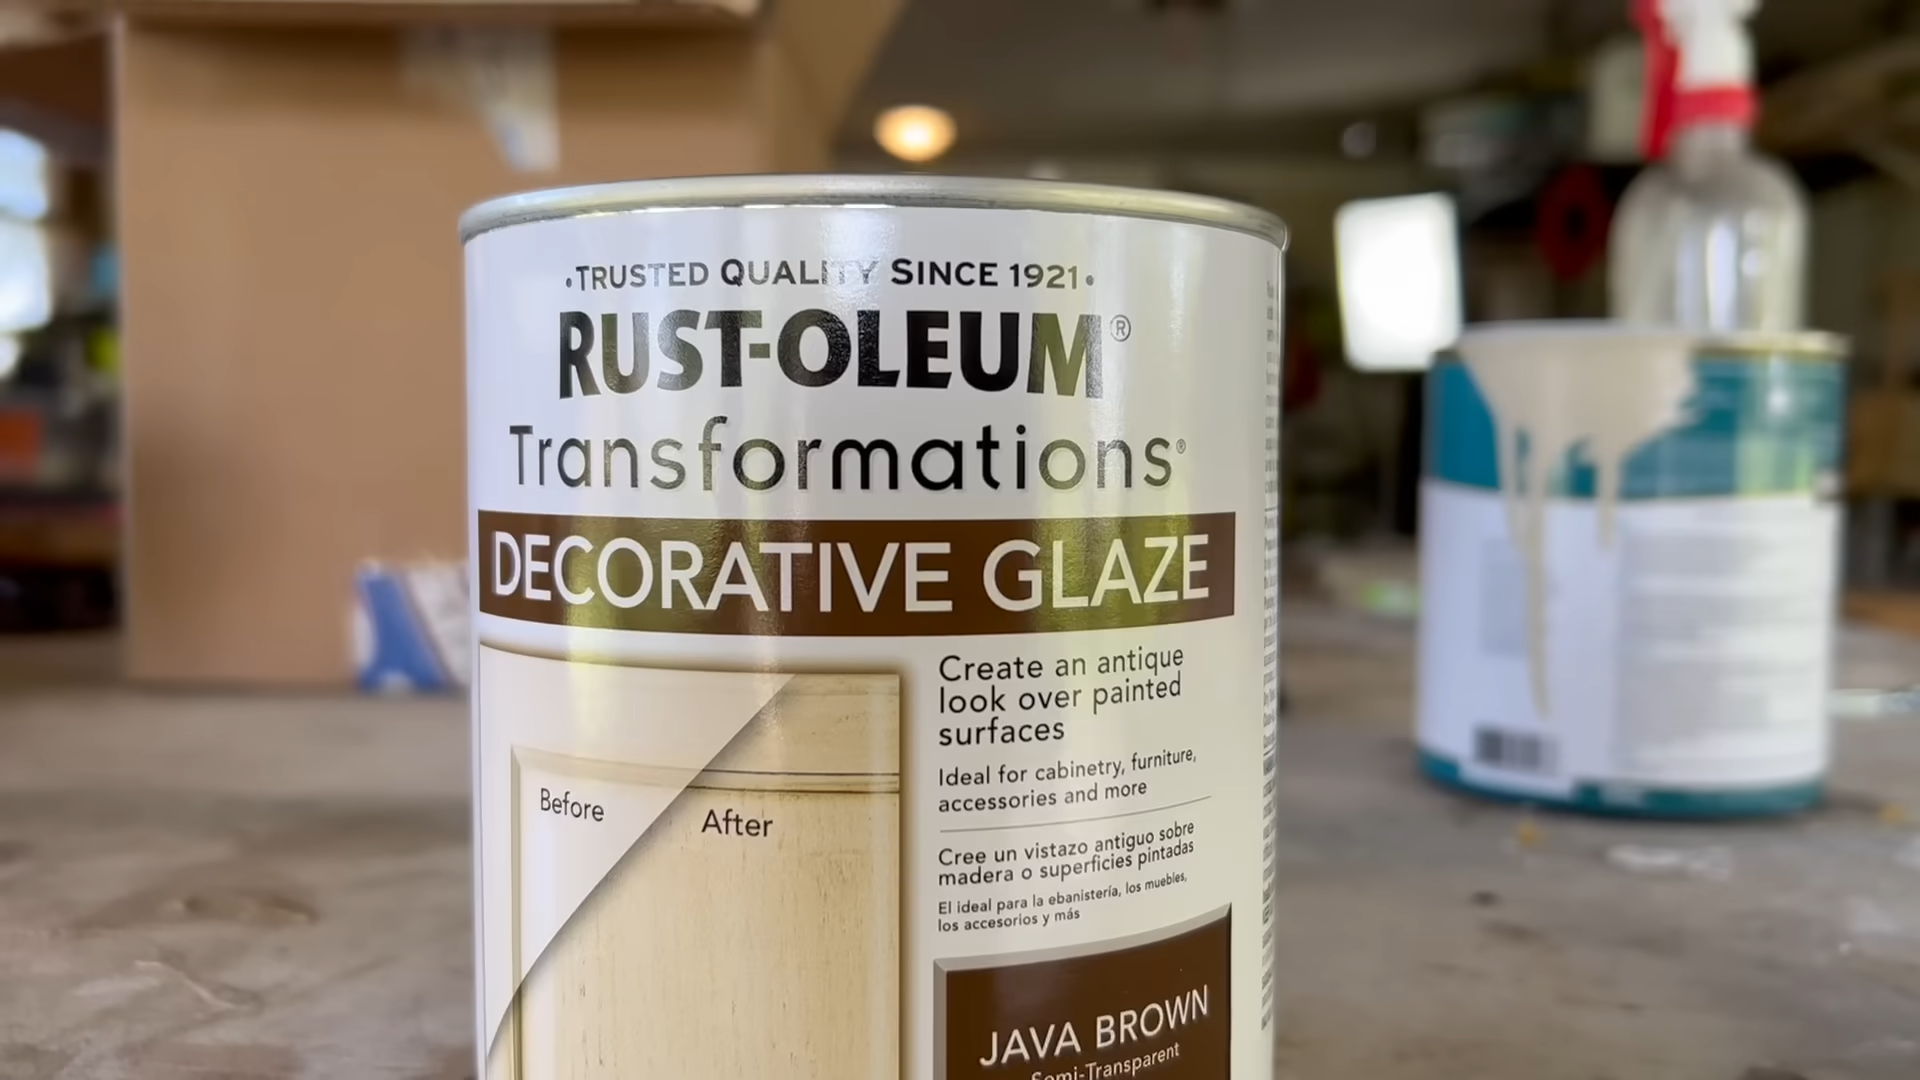 •TRUSTED QUALITY SINCE 1921•
RUST-OLEUM®
Transformations®
DECORATIVE GLAZE
Create an antique
look over painted
surfaces
Ideal for cabinetry, furniture,
accessories and more
Before
After
Cree un vistazo antiguo sobre
madera o superficies pintadas
El ideal para la ebanistería, los muebles,
los accesorios y más
JAVA BROWN
Semi-Transparent